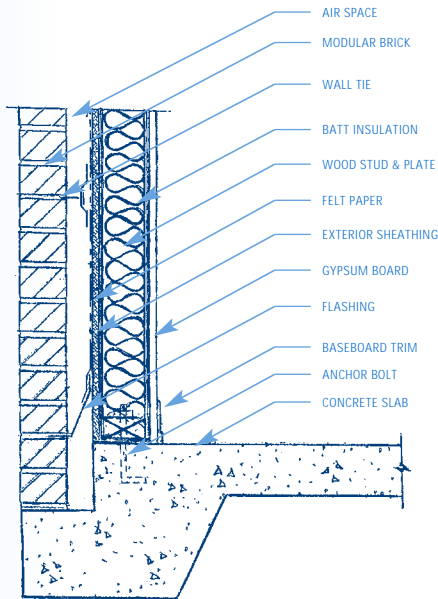 AIR SPACE
MODULAR BRICK
WALL TIE
BATT INSULATION
WOOD STUD & PLATE
FELT PAPER
EXTERIOR SHEATHING
GYPSUM BOARD
FLASHING
BASEBOARD TRIM
ANCHOR BOLT
CONCRETE SLAB